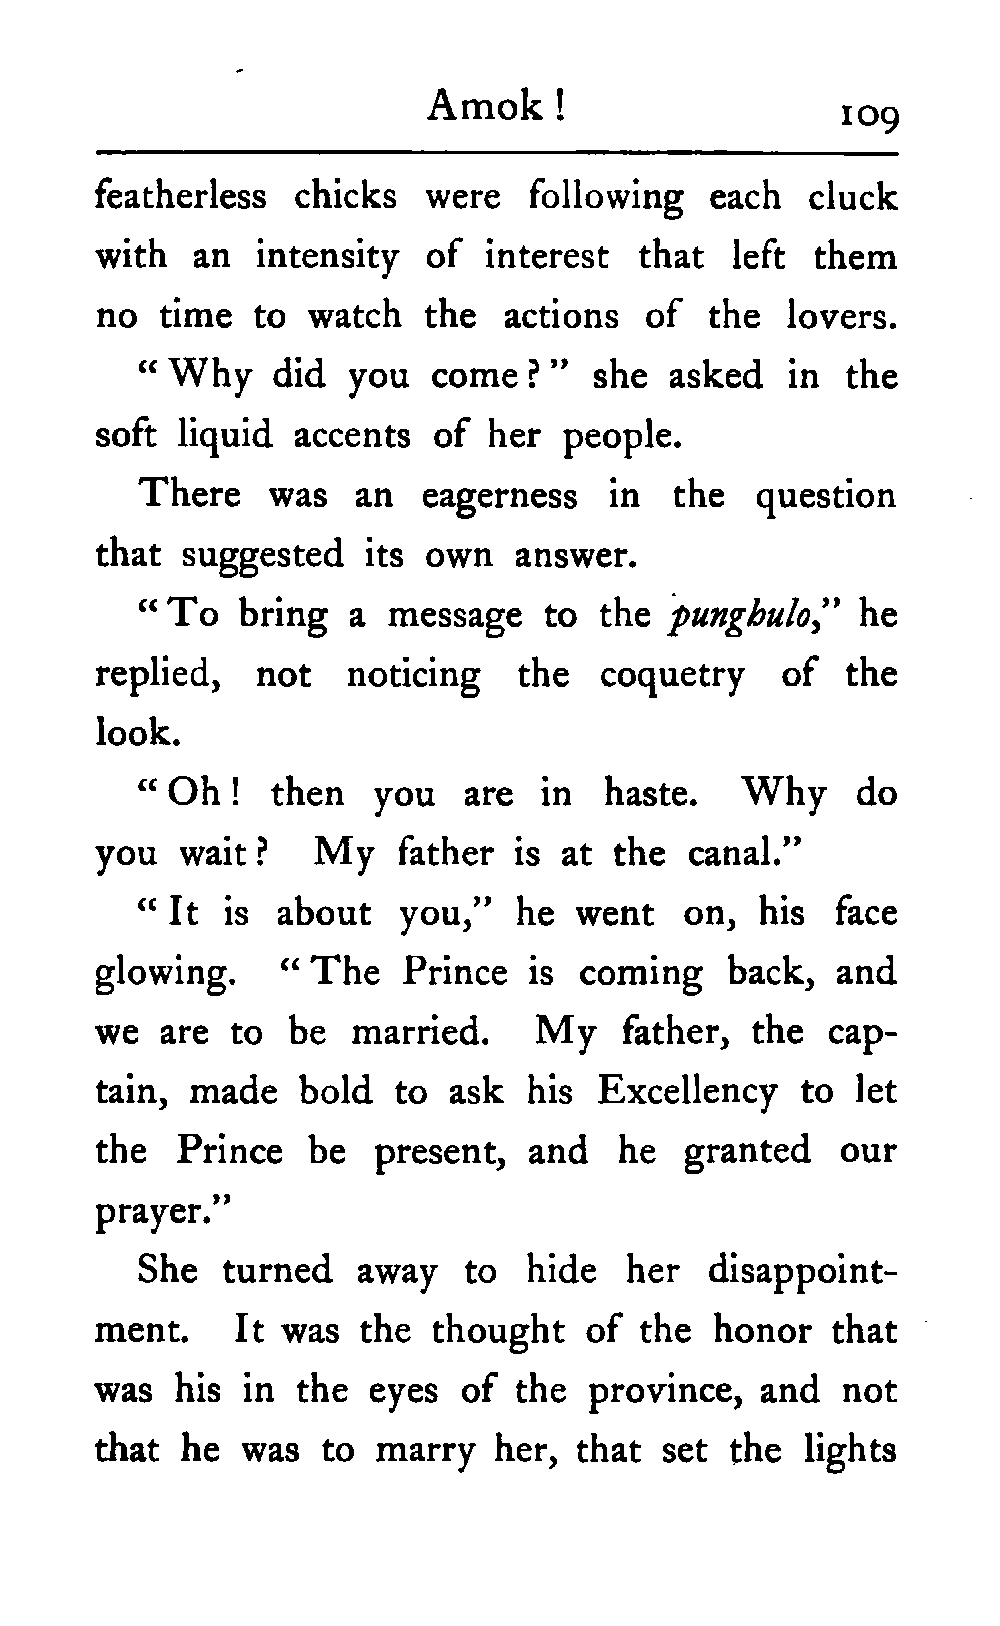 Amok ! 109
featherless chicks were following each cluck
with an intensity of interest that left them
no time to watch the actions of the lovers.
“ Why did you come ? ” she asked in the
soft liquid accents of her people.
There was an eagerness in the question
that suggested its own answer.
“ To bring a message to the punghulo,” he
replied, not noticing the coquetry of the
look.
“ Oh ! then you are in haste. Why do
you wait ? My father is at the canal.”
“ It is about you,” he went on, his face
glowing. “ The Prince is coming back, and
we are to be married. My father, the cap-
tain, made bold to ask his Excellency to let
the Prince be present, and he granted our
prayer.”
She turned away to hide her disappoint-
ment. It was the thought of the honor that
was his in the eyes of the province, and not
that he was to marry her, that set the lights